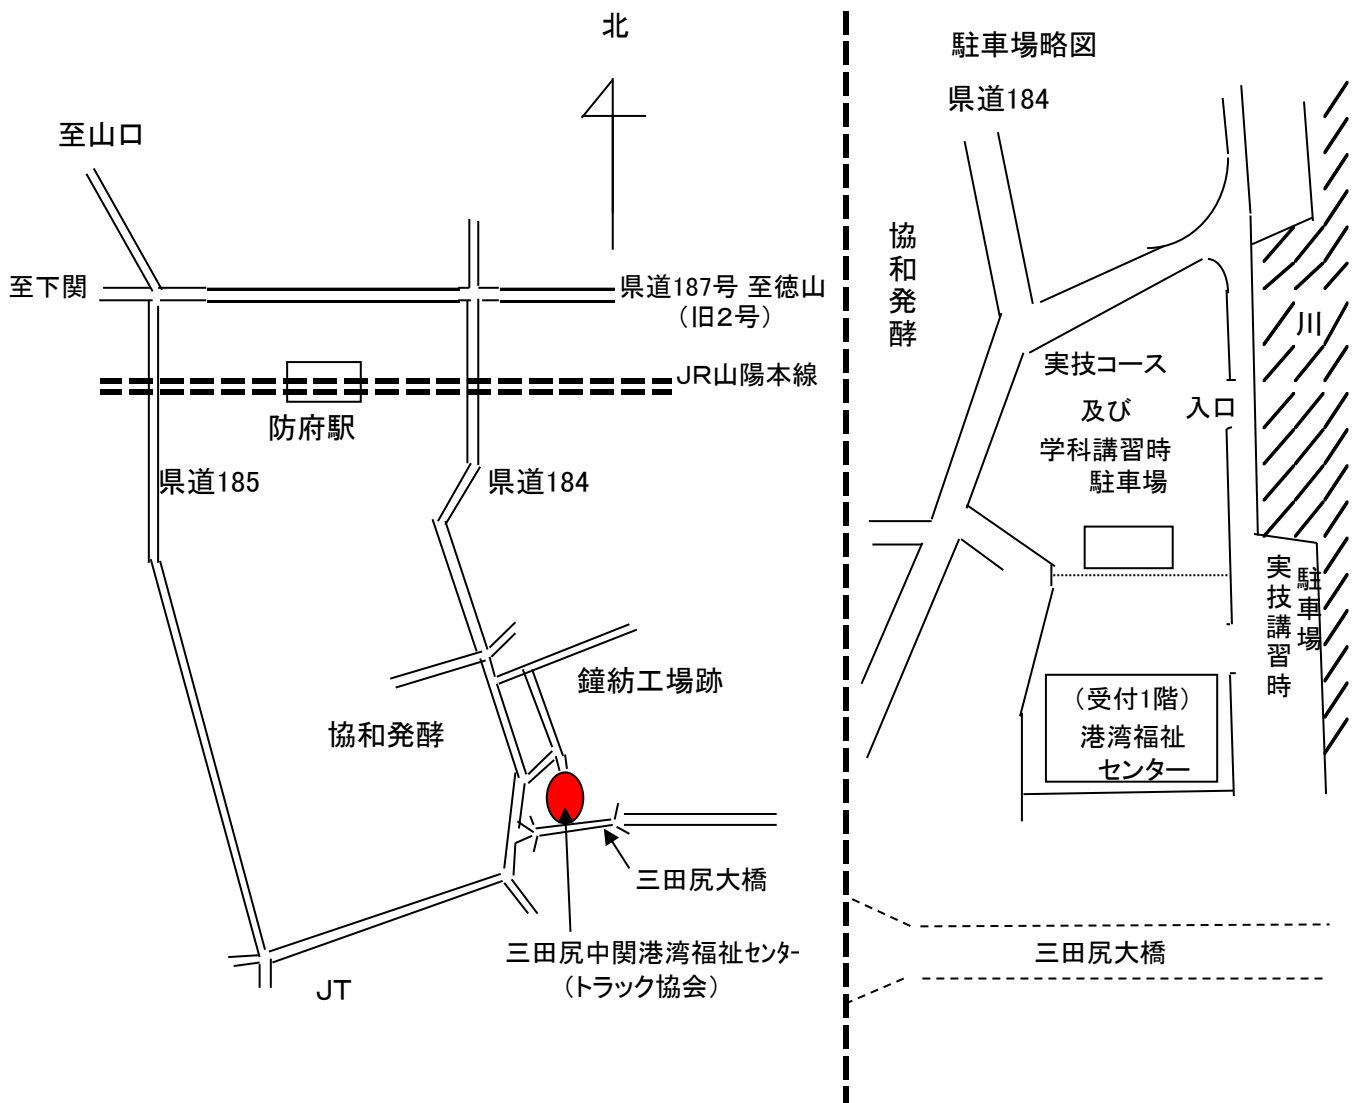 北
至山口
至下関
県道187号 至徳山
（旧２号）
ＪＲ山陽本線
防府駅
県道185
県道184
鐘紡工場跡
協和発酵
三田尻大橋
三田尻中関港湾福祉ｾﾝﾀｰ
（トラック協会）
ＪＴ
駐車場略図
県道184
協和発酵
川
実技コース
及び
入口
学科講習時
駐車場
実技講習時
駐車場
（受付1階）
港湾福祉
センター
三田尻大橋